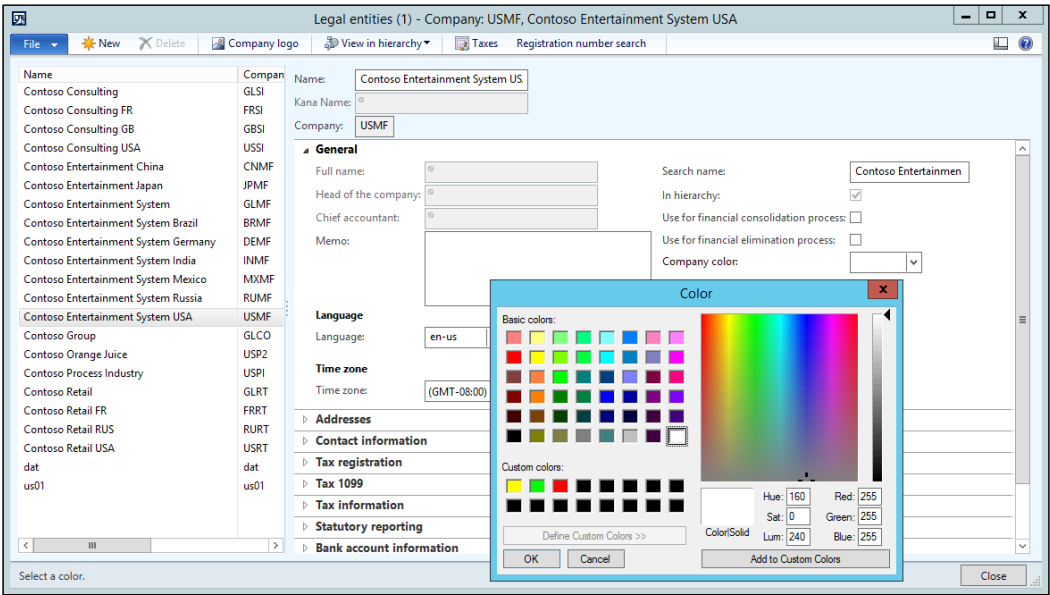 Legal entities (1) - Company: USMF, Contoso Entertainment System USA
File New Delete Company logo View in hierarchy Taxes Registration number search
Name Compan
Contoso Consulting GLSI
Contoso Consulting FR FRSI
Contoso Consulting GB GBSI
Contoso Consulting USA USSI
Contoso Entertainment China CNMF
Contoso Entertainment Japan JPMF
Contoso Entertainment System GLMF
Contoso Entertainment System Brazil BRMF
Contoso Entertainment System Germany DEMF
Contoso Entertainment System India INMF
Contoso Entertainment System Mexico MXMF
Contoso Entertainment System Russia RUMF
Contoso Entertainment System USA USMF
Contoso Group GLCO
Contoso Orange Juice USP2
Contoso Process Industry USPI
Contoso Retail GLRT
Contoso Retail FR FRRT
Contoso Retail RUS RURT
Contoso Retail USA USRT
dat dat
us01 us01
Name: Contoso Entertainment System US
Kana Name:
Company: USMF
General
Full name:
Head of the company:
Chief accountant:
Memo:
Search name: Contoso Entertainmen
In hierarchy:
Use for financial consolidation process:
Use for financial elimination process:
Company color:
Language
Language: en-us
Time zone
Time zone: (GMT-08:00)
Addresses
Contact information
Tax registration
Tax 1099
Tax information
Statutory reporting
Bank account information
Color
Basic colors:
Custom colors:
Define Custom Colors >>
OK Cancel
Color|Solid
Hue: 160 Red: 255
Sat: 0 Green: 255
Lum: 240 Blue: 255
Add to Custom Colors
Select a color. Close